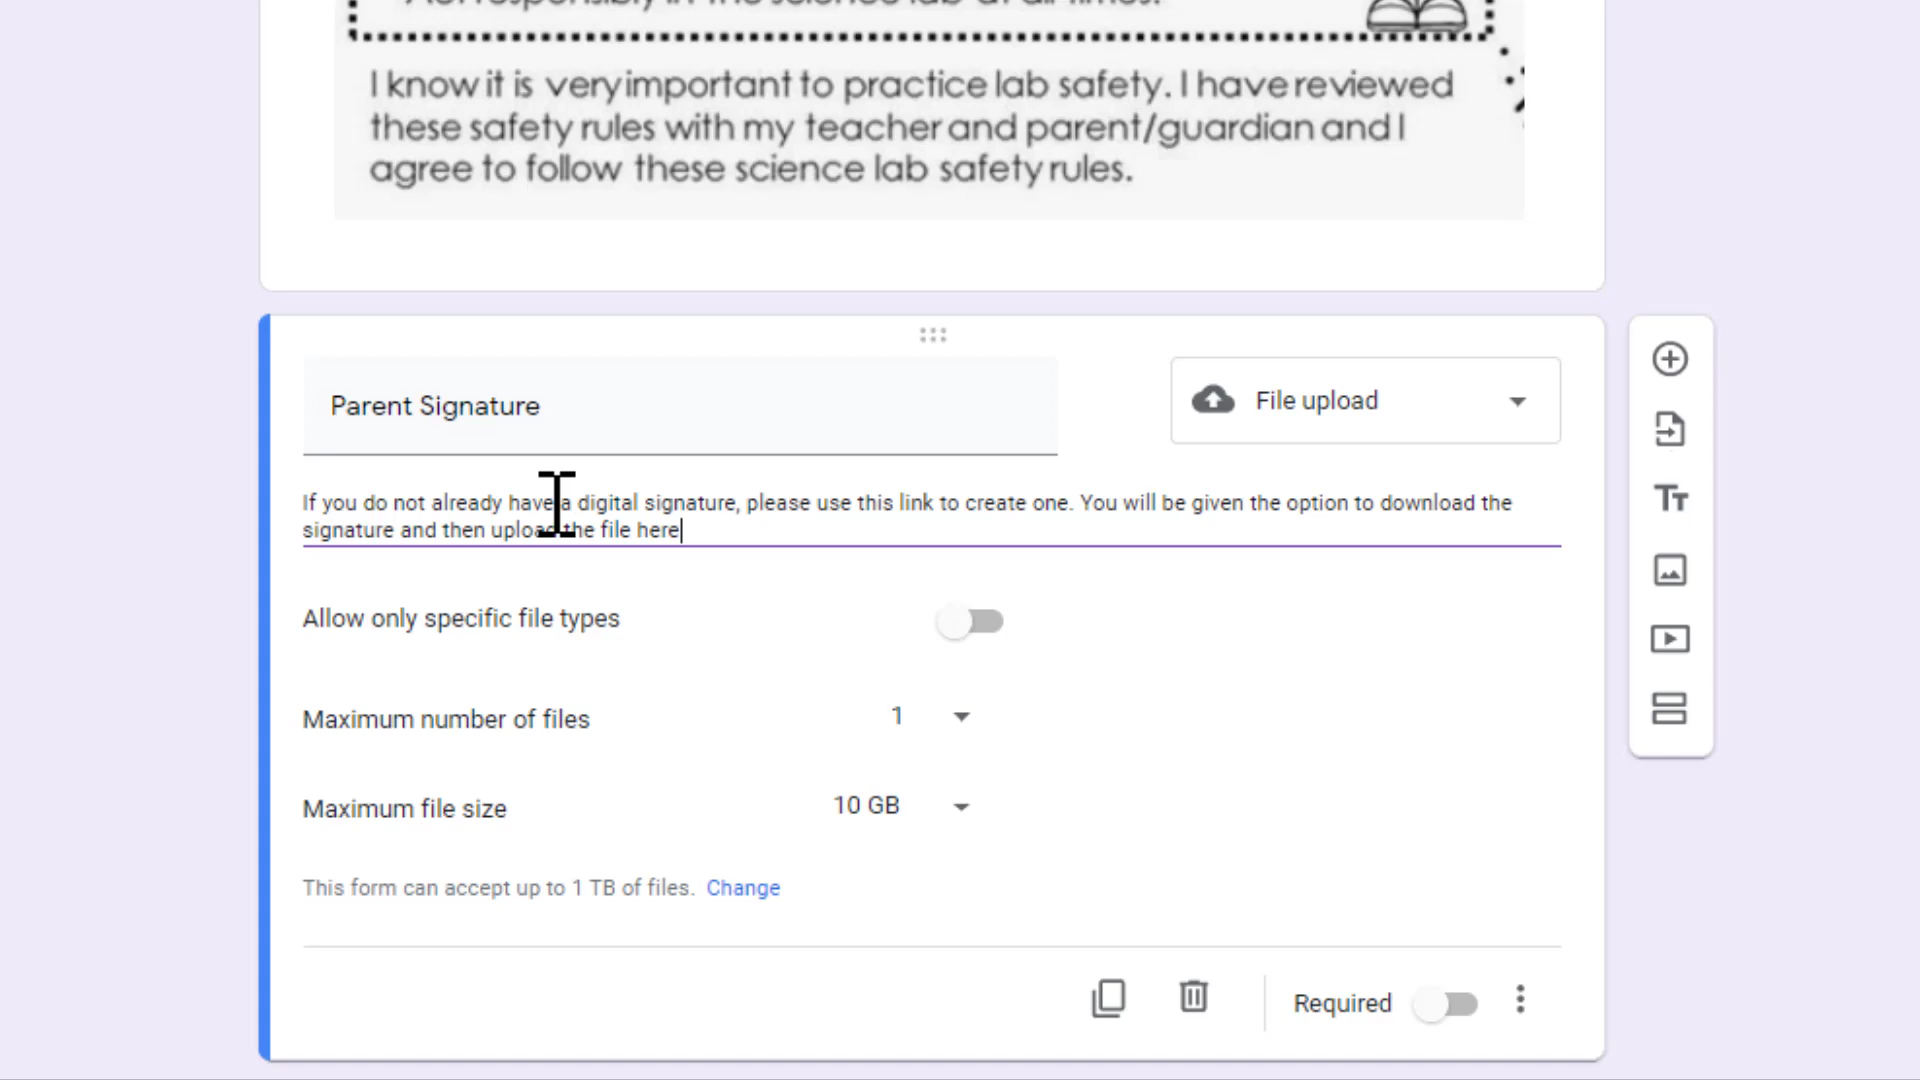 Act responsibly in the science lab at all times.
I know it is very important to practice lab safety. I have reviewed
these safety rules with my teacher and parent/guardian and I
agree to follow these science lab safety rules.
Parent Signature
File upload
If you do not already have a digital signature, please use this link to create one. You will be given the option to download the
signature and then upload the file here
Allow only specific file types
Maximum number of files
1
Maximum file size
10 GB
This form can accept up to 1 TB of files. Change
Required